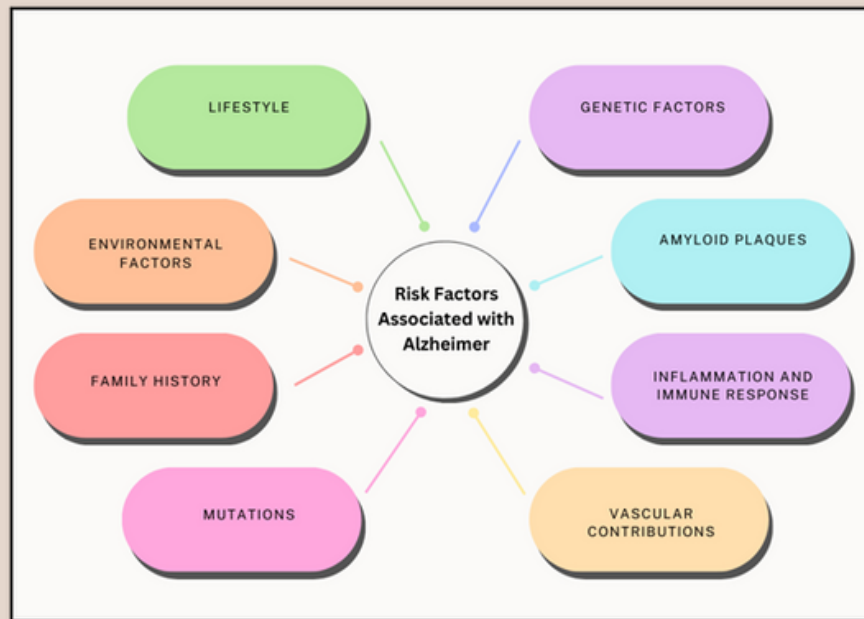 LIFESTYLE
GENETIC FACTORS
ENVIRONMENTAL
FACTORS
AMYLOID PLAQUES
Risk Factors
Associated with
Alzheimer
FAMILY HISTORY
INFLAMMATION AND
IMMUNE RESPONSE
MUTATIONS
VASCULAR
CONTRIBUTIONS